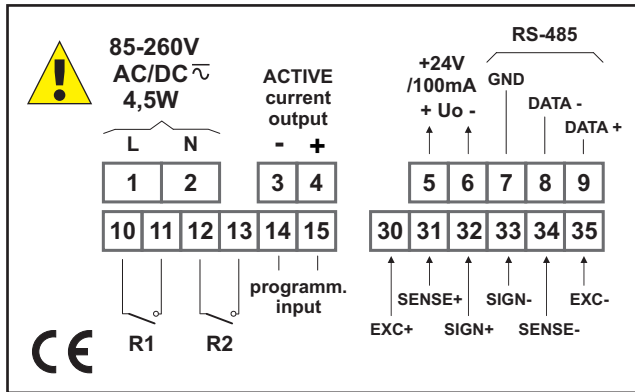 85-260V
AC/DC
4,5W
L N
ACTIVE
current
output
- +
+24V
/100mA
+ Uo -
RS-485
GND
DATA -
DATA +
1 2 3 4 5 6 7 8 9
10 11 12 13 14 15 30 31 32 33 34 35
R1 R2
programm.
input
SENSE+ SIGN- EXC-
EXC+ SIGN+ SENSE-
CE